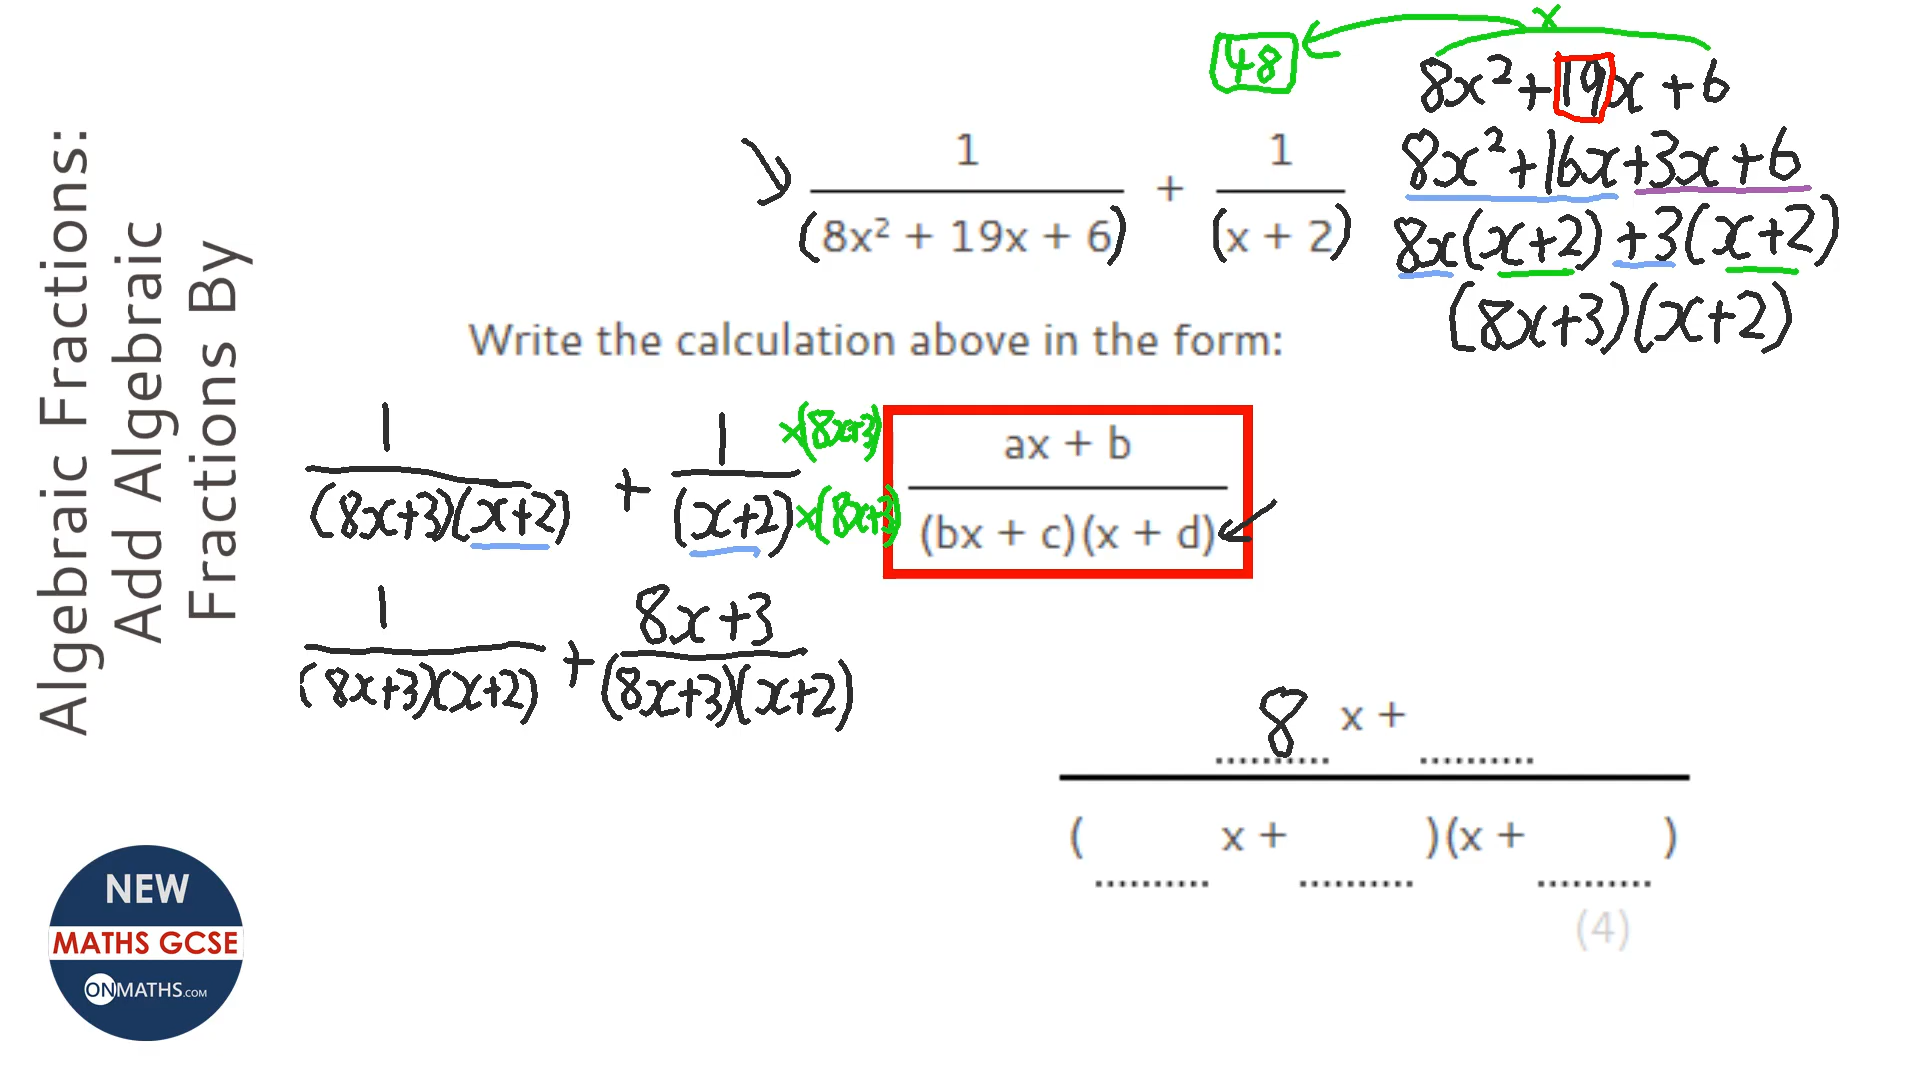 Algebraic Fractions:
Add Algebraic
Fractions By
48
x
8x² + 19x + 6
8x² + 16x + 3x + 6
8x(x+2) + 3(x+2)
(8x+3)(x+2)
1 1
+
(8x² + 19x + 6) (x + 2)
Write the calculation above in the form:
1 1 ×(8x+3)
+
(8x+3)(x+2) (x+2) ×(8x+3)
ax + b
(bx + c)(x + d)
1 8x+3
+
(8x+3)(x+2) (8x+3)(x+2)
8 x + ..........
( .......... x + .......... )(x + .......... )
(4)
NEW
MATHS GCSE
ONMATHS.COM